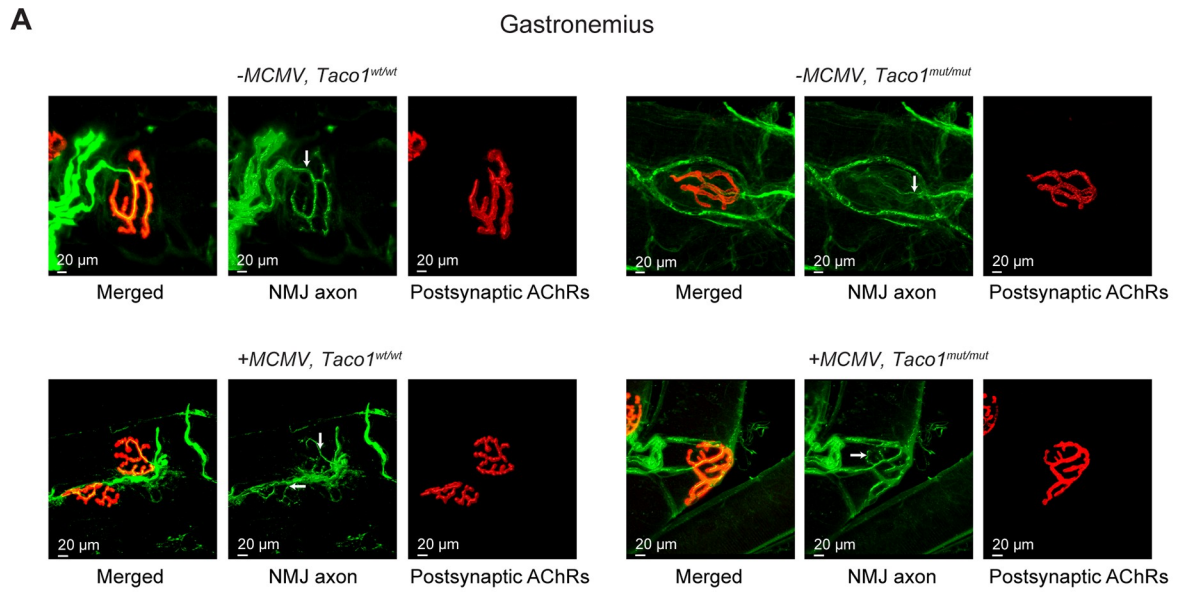 A
Gastronemius
-MCMV, Taco1wt/wt
-MCMV, Taco1mut/mut
20 μm
20 μm
20 μm
20 μm
20 μm
20 μm
Merged
NMJ axon
Postsynaptic AChRs
Merged
NMJ axon
Postsynaptic AChRs
+MCMV, Taco1wt/wt
+MCMV, Taco1mut/mut
20 μm
20 μm
20 μm
20 μm
20 μm
20 μm
Merged
NMJ axon
Postsynaptic AChRs
Merged
NMJ axon
Postsynaptic AChRs